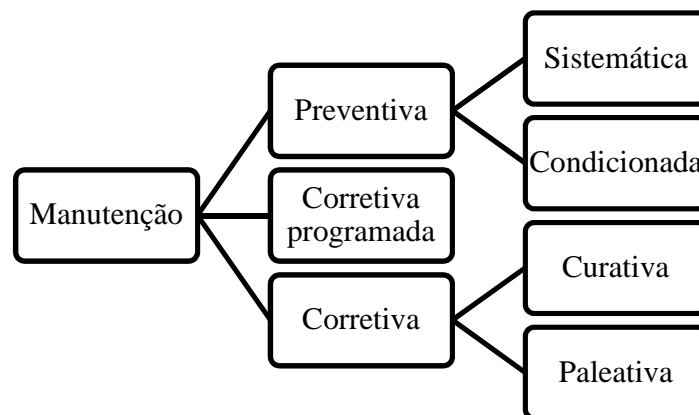 Sistemática
Preventiva
Condicionada
Manutenção
Corretiva
programada
Curativa
Corretiva
Paleativa